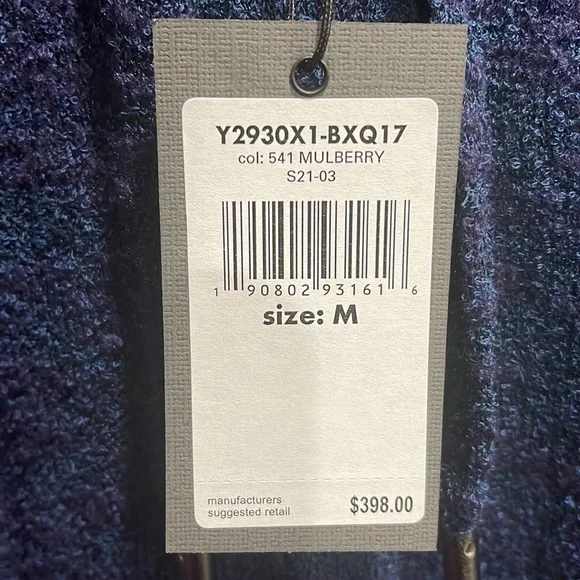 Y2930X1-BXQ17
col: 541 MULBERRY
S21-03
1 90802 93161 6
size: M
manufacturers
suggested retail $398.00